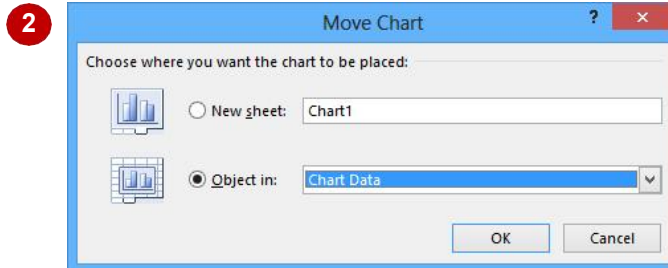 2
Move Chart
? ×
Choose where you want the chart to be placed:
New sheet: Chart1
Object in: Chart Data
OK Cancel